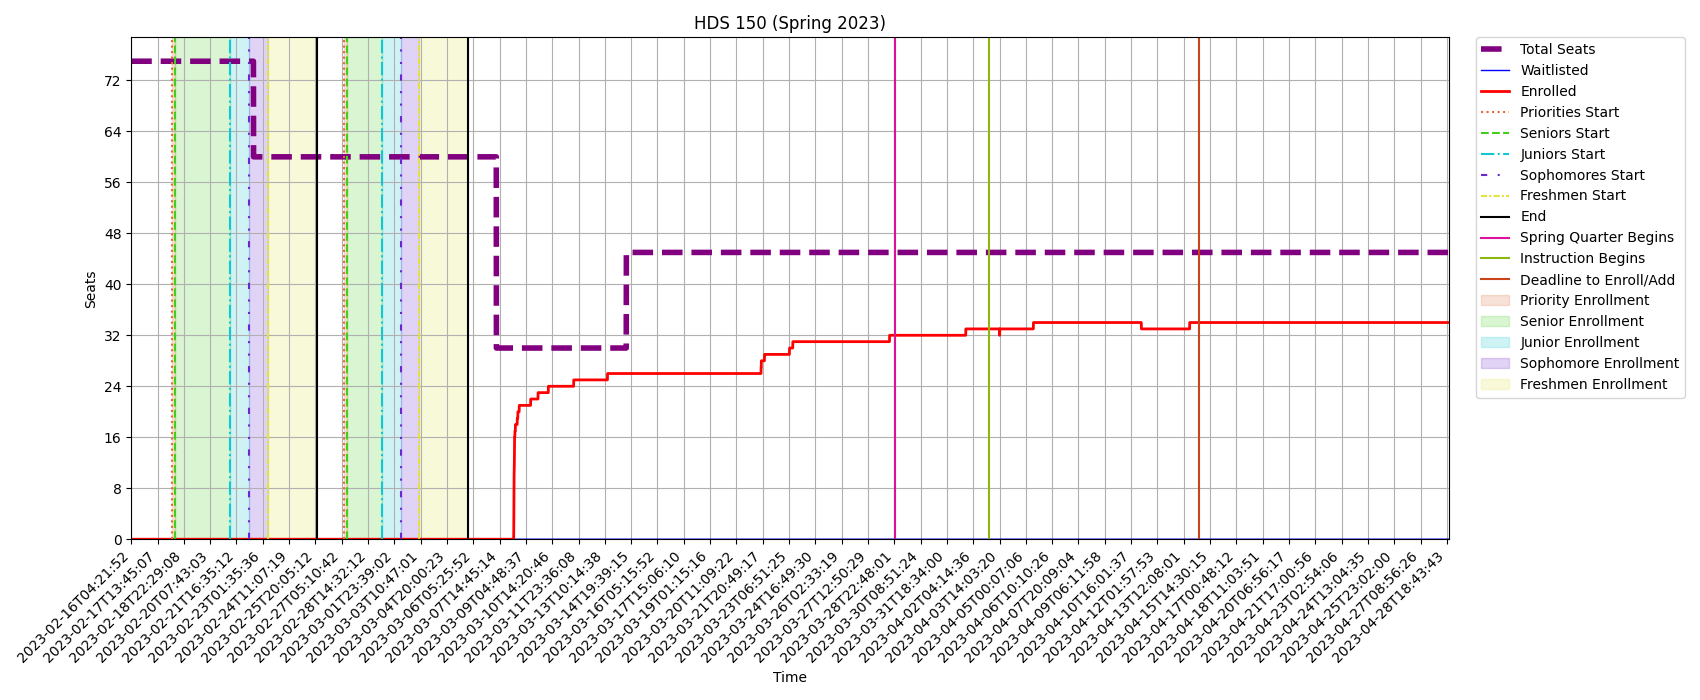 HDS 150 (Spring 2023)
Seats
72
64
56
48
40
32
24
16
8
0
2023-02-16T04:21:52
2023-02-17T13:45:07
2023-02-18T22:29:08
2023-02-20T07:43:03
2023-02-21T16:35:12
2023-02-23T01:35:36
2023-02-24T11:07:19
2023-02-25T20:05:12
2023-02-27T05:10:42
2023-02-28T14:32:12
2023-03-01T23:39:02
2023-03-03T10:47:01
2023-03-04T20:00:23
2023-03-06T05:25:52
2023-03-07T14:45:14
2023-03-09T04:48:37
2023-03-10T14:20:46
2023-03-11T23:36:08
2023-03-13T10:14:38
2023-03-14T19:39:15
2023-03-16T05:15:52
2023-03-17T15:06:10
2023-03-19T01:15:16
2023-03-20T11:09:22
2023-03-21T20:49:17
2023-03-23T06:51:25
2023-03-24T16:49:30
2023-03-26T02:33:19
2023-03-27T12:50:29
2023-03-28T22:48:01
2023-03-30T08:51:24
2023-03-31T18:34:00
2023-04-02T04:14:36
2023-04-03T14:03:20
2023-04-05T00:07:06
2023-04-06T10:10:26
2023-04-07T20:09:04
2023-04-09T06:11:58
2023-04-10T16:01:37
2023-04-12T01:57:53
2023-04-13T12:08:01
2023-04-15T14:30:15
2023-04-17T00:48:12
2023-04-18T11:03:51
2023-04-20T06:56:17
2023-04-21T17:00:56
2023-04-23T02:54:06
2023-04-24T13:04:35
2023-04-25T23:02:00
2023-04-27T08:56:26
2023-04-28T18:43:43
Time
Total Seats
Waitlisted
Enrolled
Priorities Start
Seniors Start
Juniors Start
Sophomores Start
Freshmen Start
End
Spring Quarter Begins
Instruction Begins
Deadline to Enroll/Add
Priority Enrollment
Senior Enrollment
Junior Enrollment
Sophomore Enrollment
Freshmen Enrollment